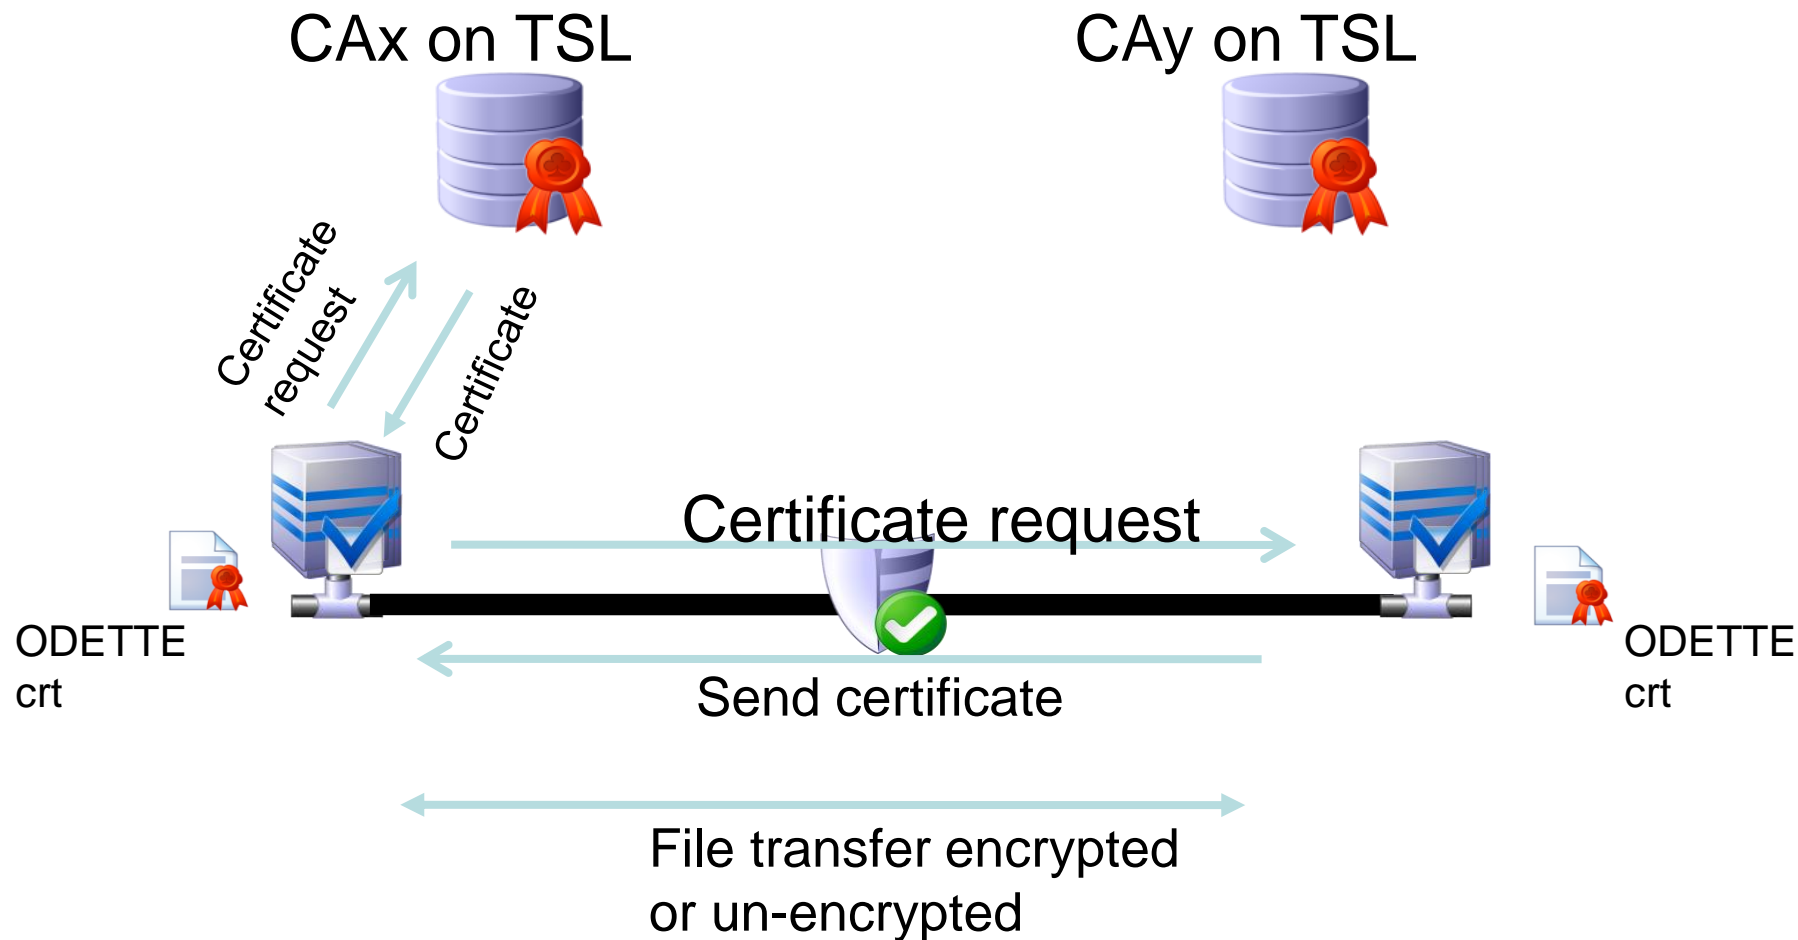 CAx on TSL
CAy on TSL
Certificate
request
Certificate
Certificate request
ODETTE
crt
ODETTE
crt
Send certificate
File transfer encrypted
or un-encrypted